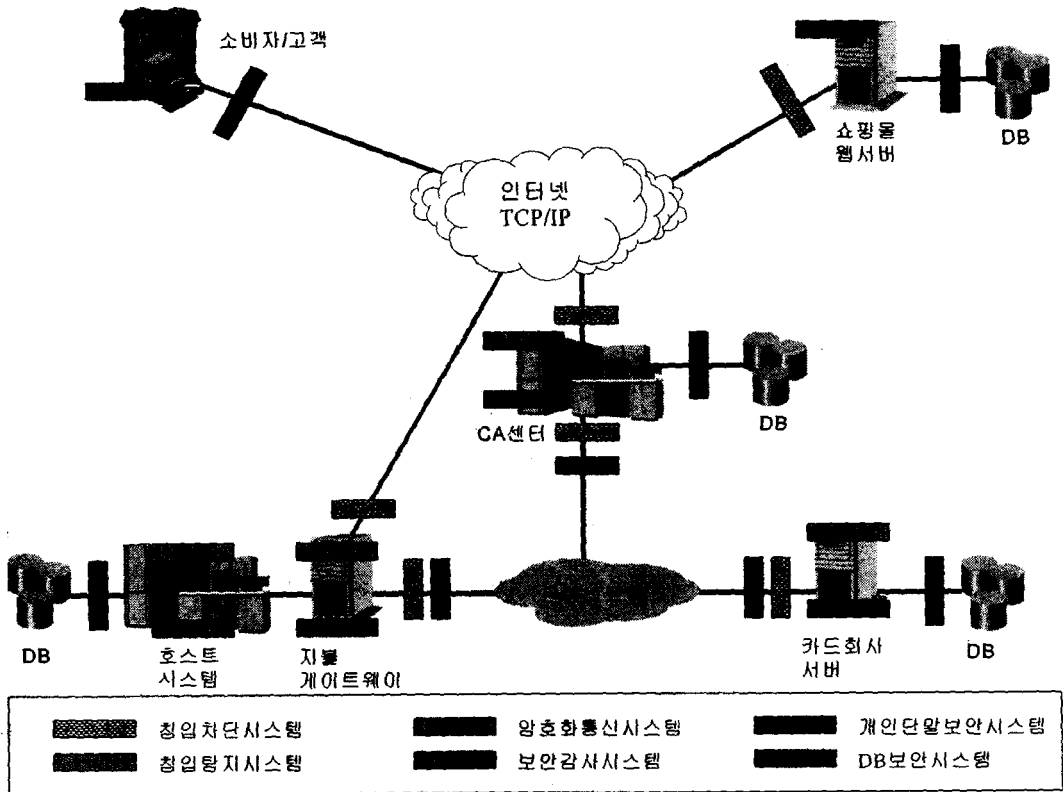 소비자/고객
쇼핑몰
웹서버
DB
인터넷
TCP/IP
CA센터
DB
DB
호스트
시스템
지불
게이트웨이
카드회사
서버
DB
침입차단시스템
암호화통신시스템
개인단말보안시스템
침입탐지시스템
보안감사시스템
DB보안시스템